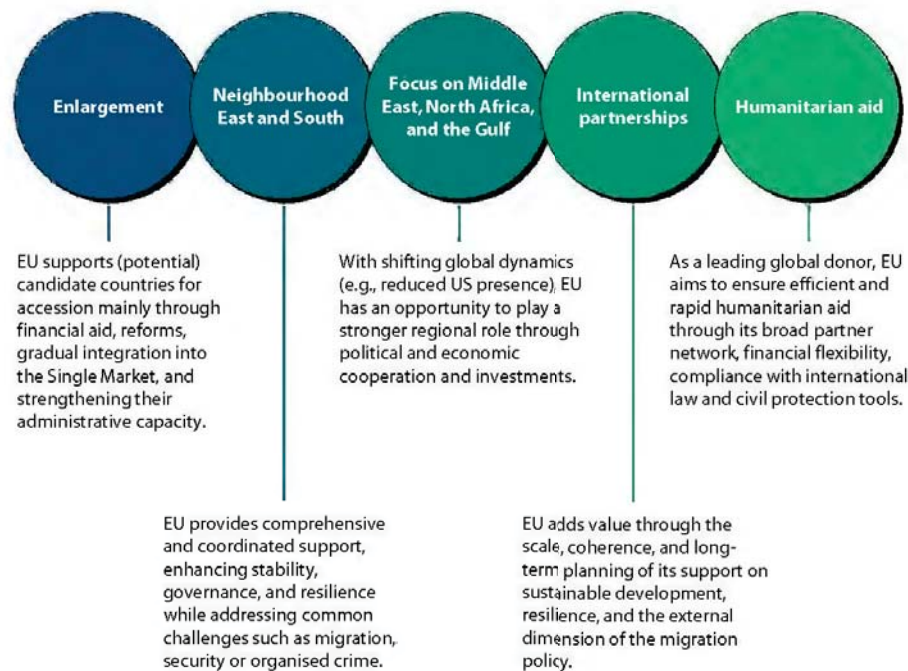 Enlargement
Neighbourhood
East and South
Focus on Middle
East, North Africa,
and the Gulf
International
partnerships
Humanitarian aid
EU supports (potential)
candidate countries for
accession mainly through
financial aid, reforms,
gradual integration into
the Single Market, and
strengthening their
administrative capacity.
EU provides comprehensive
and coordinated support,
enhancing stability,
governance, and resilience
while addressing common
challenges such as migration,
security or organised crime.
With shifting global dynamics
(e.g., reduced US presence), EU
has an opportunity to play a
stronger regional role through
political and economic
cooperation and investments.
EU adds value through the
scale, coherence, and long-
term planning of its support on
sustainable development,
resilience, and the external
dimension of the migration
policy.
As a leading global donor, EU
aims to ensure efficient and
rapid humanitarian aid
through its broad partner
network, financial flexibility,
compliance with international
law and civil protection tools.